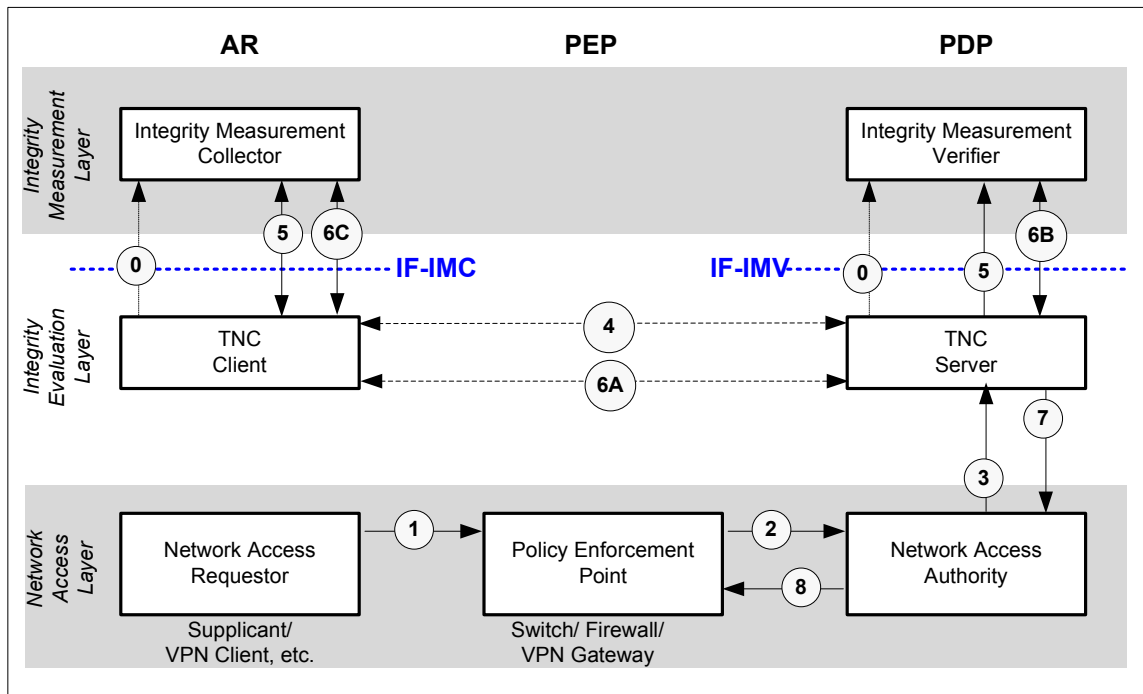 AR
PEP
PDP
Integrity
Measurement
Layer
Integrity Measurement
Collector
Integrity Measurement
Verifier
0
5
6C
0
5
6B
IF-IMC
IF-IMV
Integrity
Evaluation
Layer
TNC
Client
4
6A
TNC
Server
3
7
Network
Access
Layer
Network Access
Requestor
1
Policy Enforcement
Point
2
8
Network Access
Authority
Supplicant/
VPN Client, etc.
Switch/ Firewall/
VPN Gateway